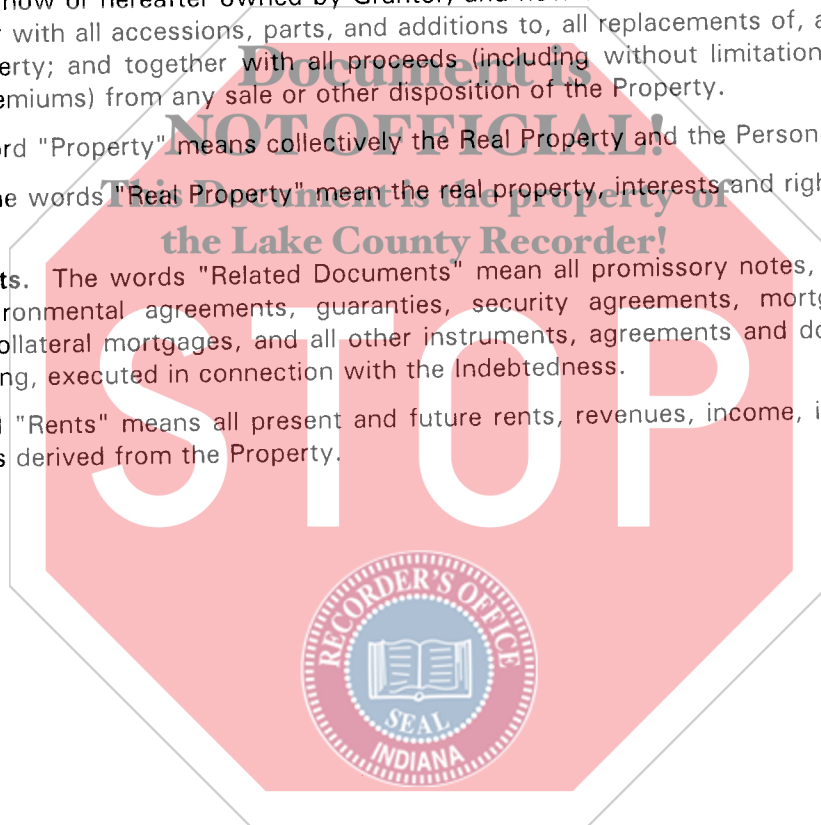 now or hereafter owned by Grantor, and now
with all accessions, parts, and additions to, all replacements of, a
erty; and together with all proceeds (including without limitation
emiums) from any sale or other disposition of the Property.
Document is
NOT OFFICIAL!
This Document is the property of
the Lake County Recorder!
rd "Property" means collectively the Real Property and the Person
he words "Real Property" mean the real property, interests and righ
ts. The words "Related Documents" mean all promissory notes,
ronmental agreements, guaranties, security agreements, mortg
ollateral mortgages, and all other instruments, agreements and do
ng, executed in connection with the Indebtedness.
"Rents" means all present and future rents, revenues, income, i
s derived from the Property.
STOP
RECORDER'S OFFICE
SEAL
INDIANA